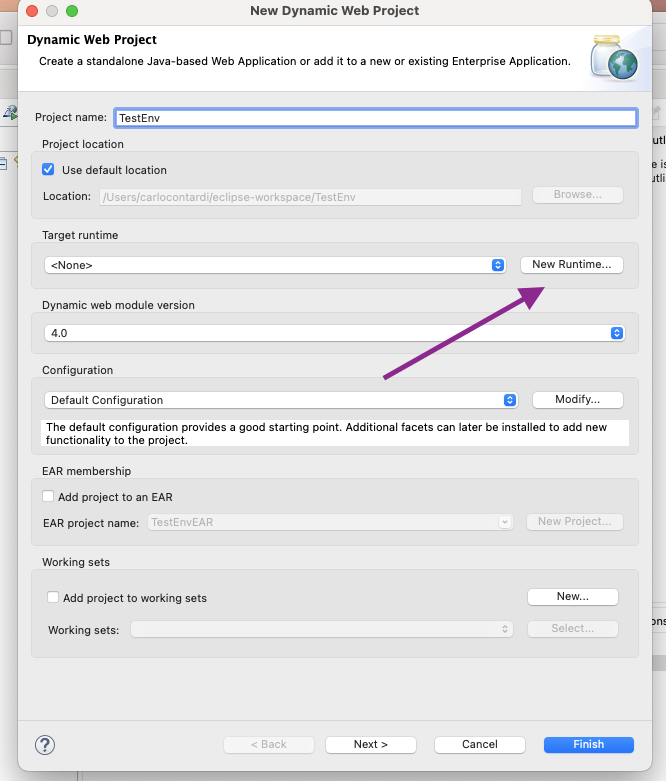 New Dynamic Web Project
Dynamic Web Project
Create a standalone Java-based Web Application or add it to a new or existing Enterprise Application.
Project name: TestEnv
Project location
Use default location
Location: /Users/carlocontardi/eclipse-workspace/TestEnv Browse...
Target runtime
<None> New Runtime...
Dynamic web module version
4.0
Configuration
Default Configuration Modify...
The default configuration provides a good starting point. Additional facets can later be installed to add new
functionality to the project.
EAR membership
Add project to an EAR
EAR project name: TestEnvEAR New Project...
Working sets
Add project to working sets New...
Working sets: Select...
? < Back Next > Cancel Finish